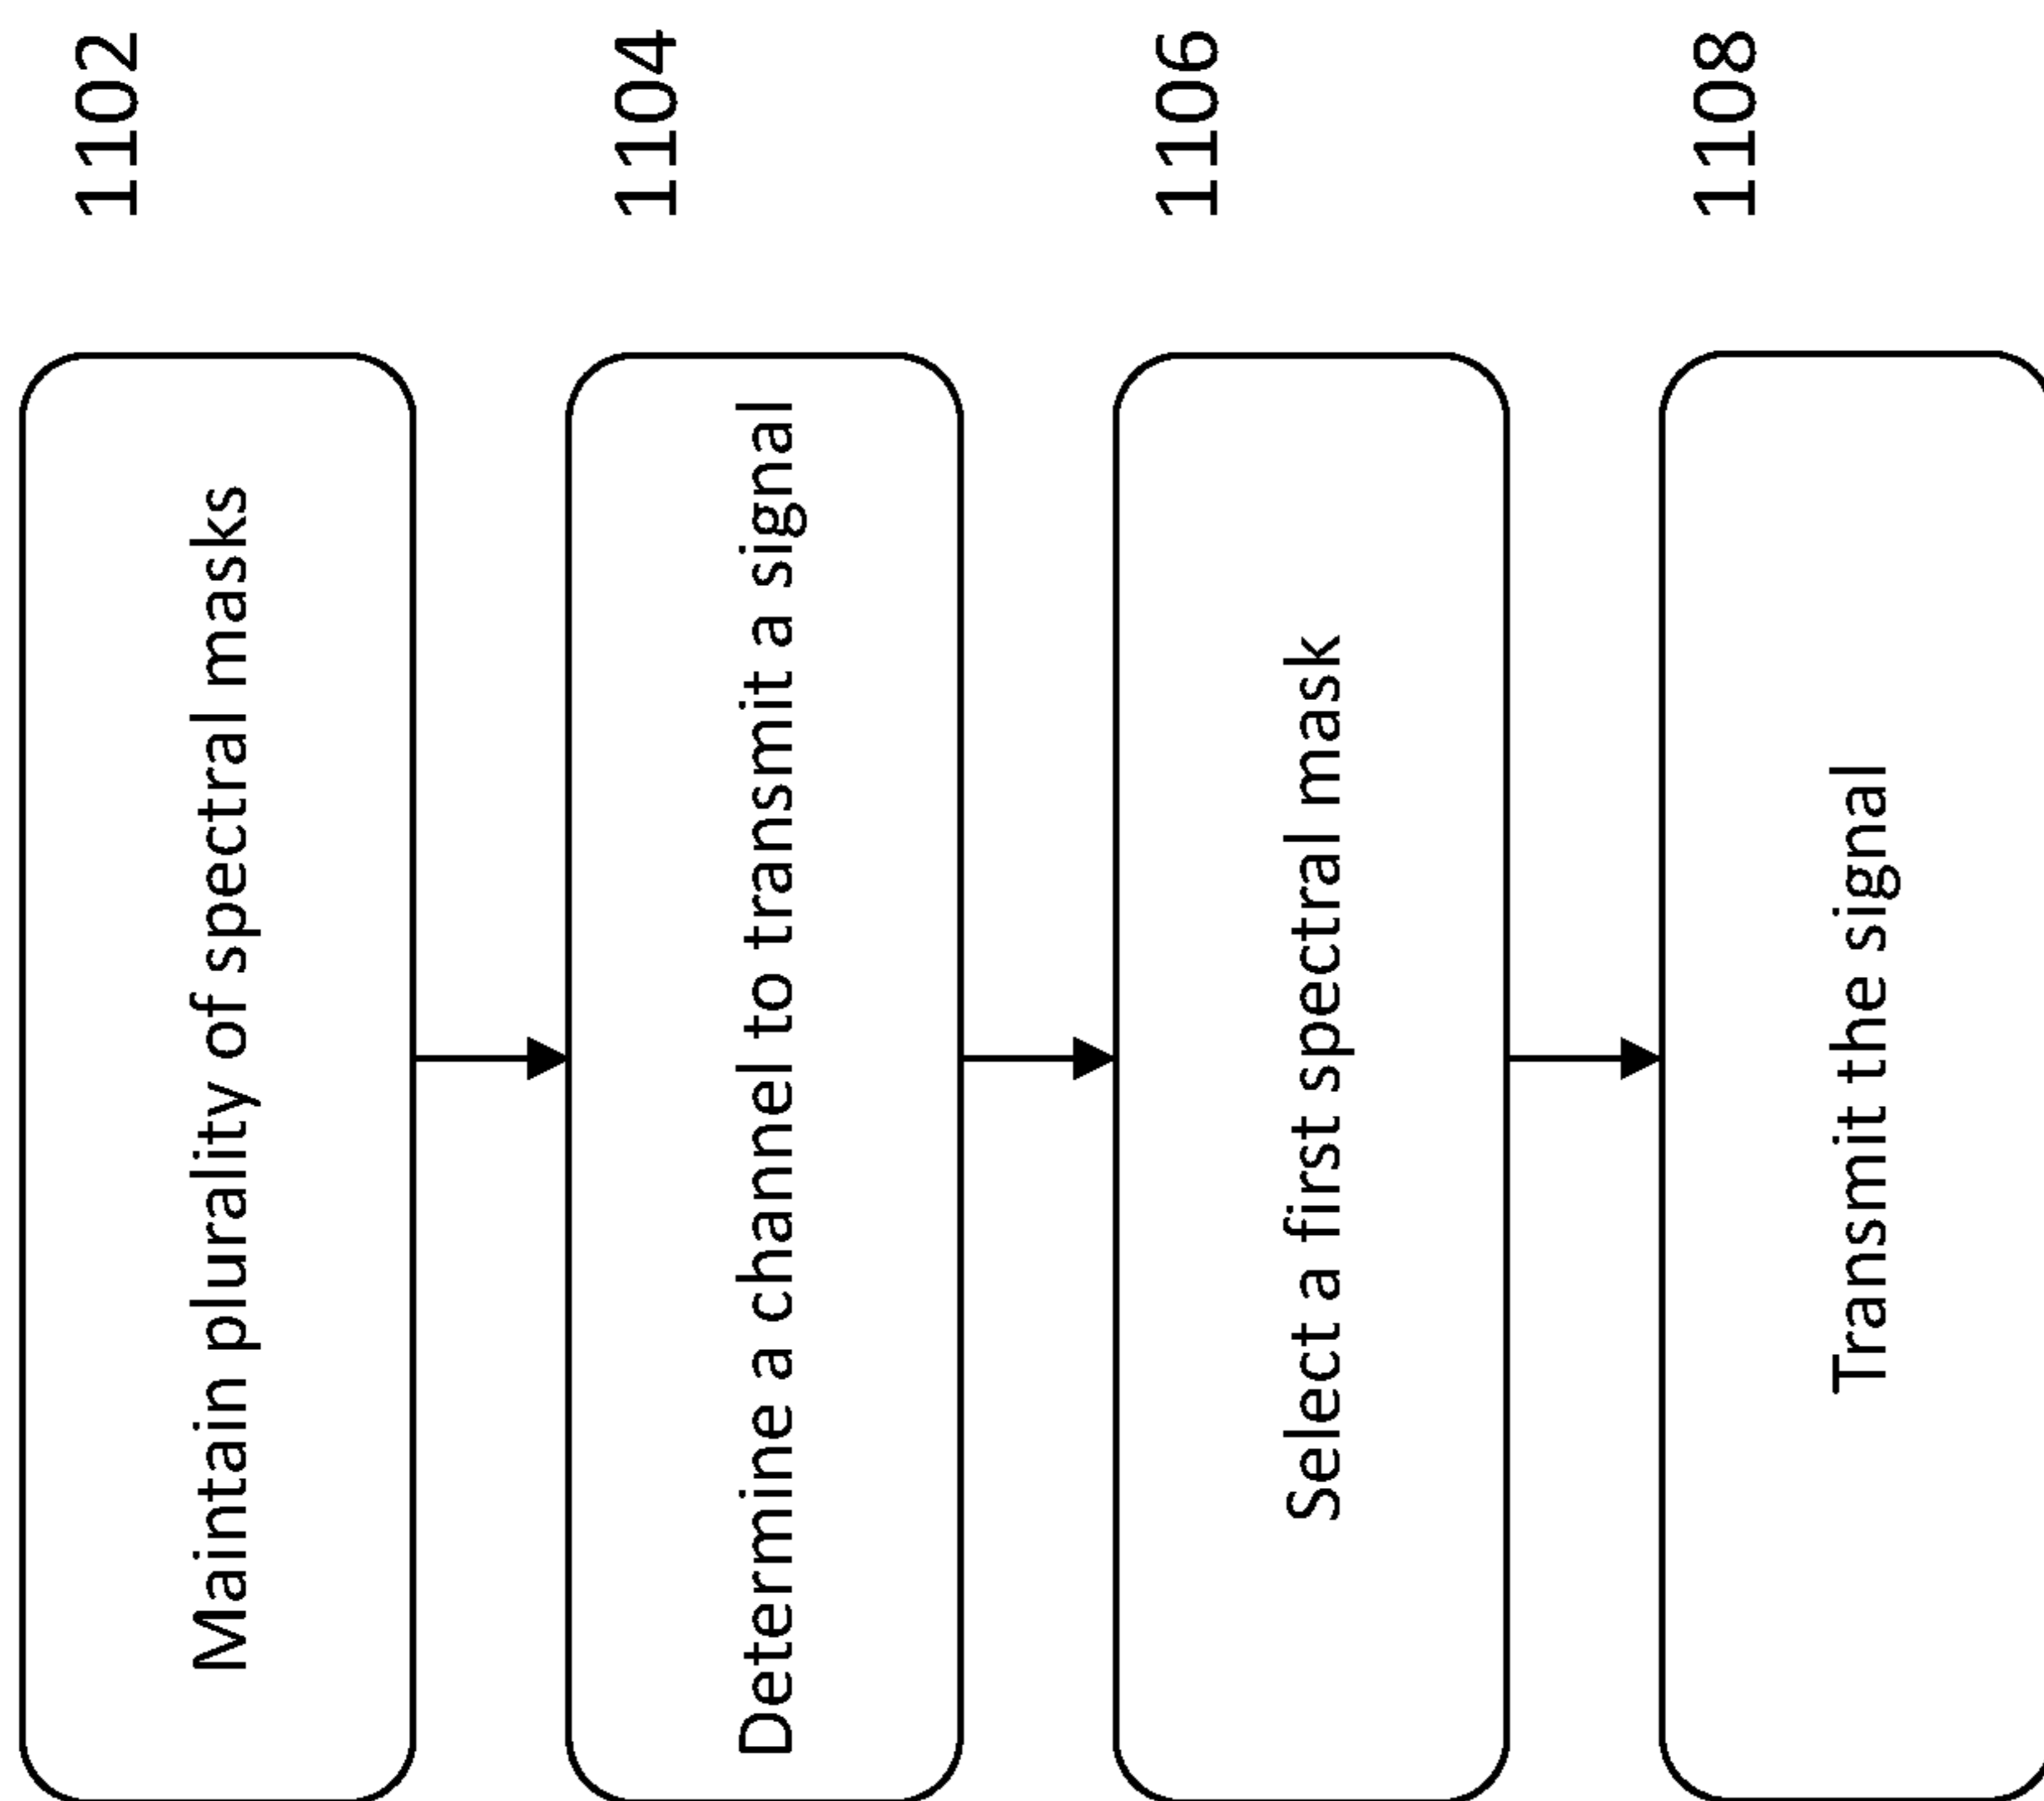 Maintain plurality of spectral masks
1102
Determine a channel to transmit a signal
1104
Select a first spectral mask
1106
Transmit the signal
1108